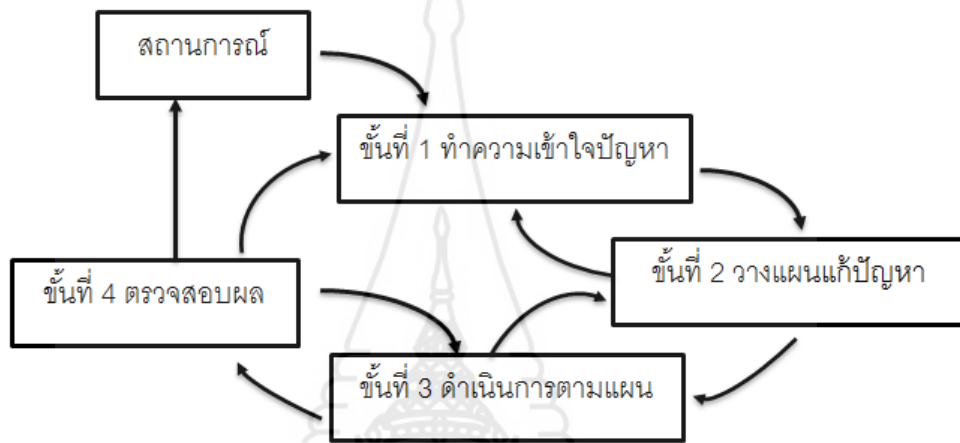 สถานการณ์
ขั้นที่ 1 ทำความเข้าใจปัญหา
ขั้นที่ 2 วางแผนแก้ปัญหา
ขั้นที่ 4 ตรวจสอบผล
ขั้นที่ 3 ดำเนินการตามแผน